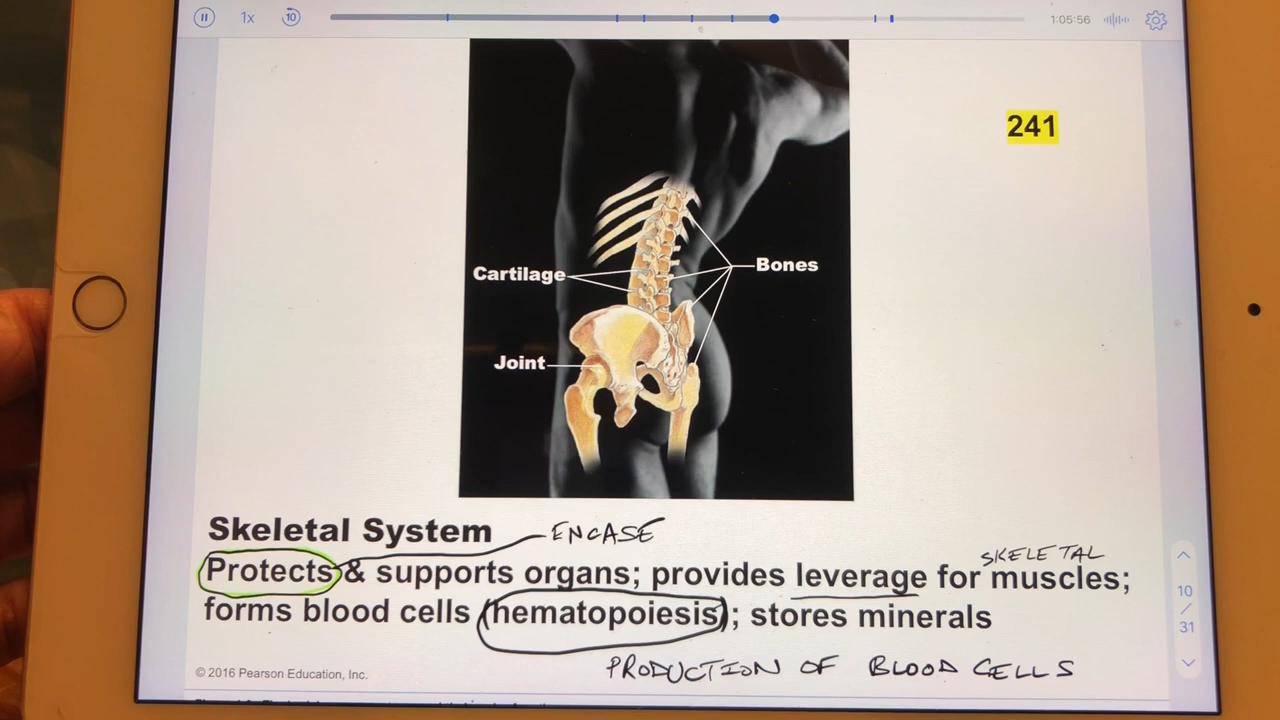 1x
10
1:05:56
241
Cartilage
Bones
Joint
Skeletal System
ENCASE
SKELETAL
Protects & supports organs; provides leverage for muscles;
forms blood cells (hematopoiesis); stores minerals
PRODUCTION OF BLOOD CELLS
10
/
31
© 2016 Pearson Education, Inc.